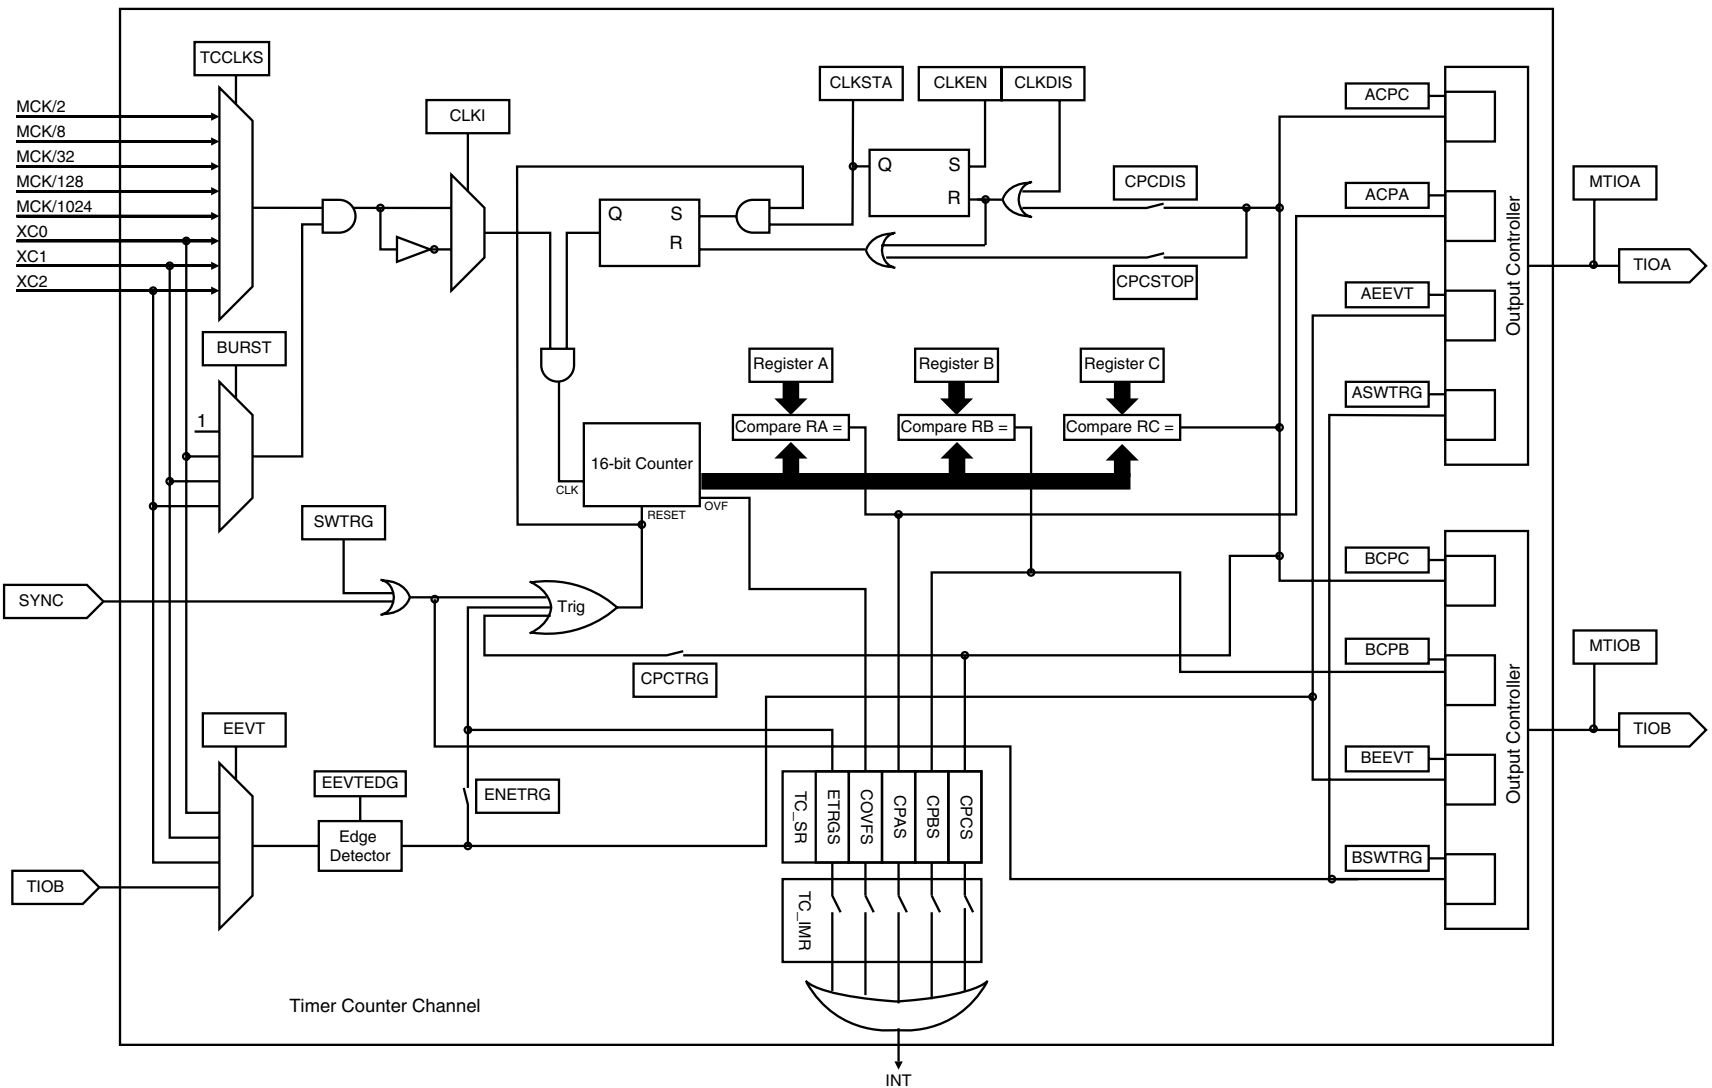 TCCLKS
MCK/2
MCK/8
MCK/32
MCK/128
MCK/1024
XC0
XC1
XC2
CLKI
CLKSTA
CLKEN
CLKDIS
Q
S
R
Q
S
R
CPCDIS
CPCSTOP
ACPC
ACPA
AEEVT
ASWTRG
Output Controller
MTIOA
TIOA
BURST
1
Register A
Register B
Register C
Compare RA =
Compare RB =
Compare RC =
16-bit Counter
CLK
RESET
OVF
SWTRG
SYNC
Trig
CPCTRG
BCPC
BCPB
BEEVT
BSWTRG
Output Controller
MTIOB
TIOB
EEVT
EEVTEDG
Edge
Detector
ENETRG
TIOB
TC_SR
ETRGS
COVFS
CPAS
CPBS
CPCS
TC_IMR
Timer Counter Channel
INT